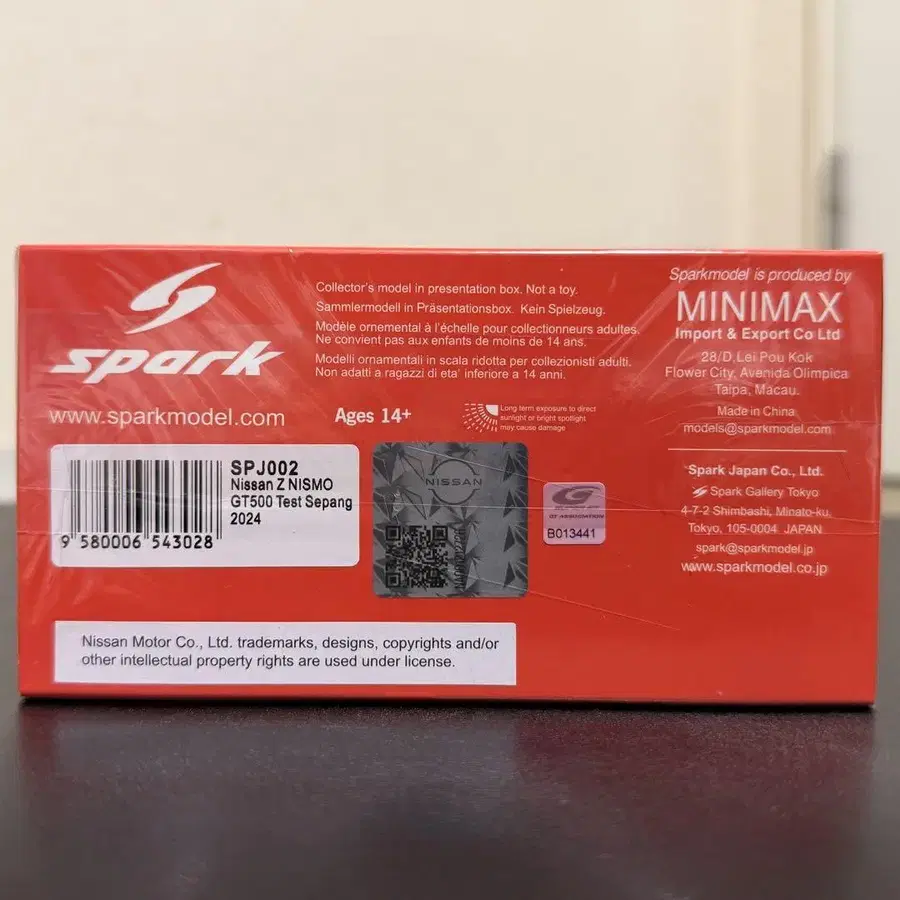 spark
www.sparkmodel.com
Collector's model in presentation box. Not a toy.
Sammlermodell in Präsentationsbox. Kein Spielzeug.
Modèle ornemental à l'échelle pour collectionneurs adultes.
Ne convient pas aux enfants de moins de 14 ans.
Modelli ornamentali in scala ridotta per collezionisti adulti.
Non adatti a ragazzi di eta' inferiore a 14 anni.
Ages 14+
Long term exposure to direct
sunlight or bright spotlight
may cause damage
Sparkmodel is produced by
MINIMAX
Import & Export Co Ltd
28/D, Lei Pou Kok
Flower City, Avenida Olimpica
Taipa, Macau.
Made in China
models@sparkmodel.com
Spark Japan Co., Ltd.
Spark Gallery Tokyo
4-7-2 Shimbashi, Minato-ku.
Tokyo, 105-0004 JAPAN
spark@sparkmodel.jp
www.sparkmodel.co.jp
SPJ002
Nissan Z NISMO
GT500 Test Sepang
2024
9 580006 543028
NISSAN
GT ASSOCIATION
B013441
Nissan Motor Co., Ltd. trademarks, designs, copyrights and/or
other intellectual property rights are used under license.